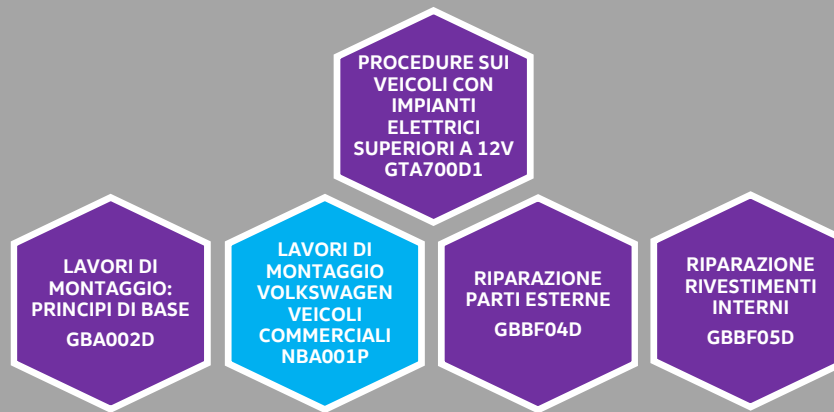 PROCEDURE SUI
VEICOLI CON
IMPIANTI
ELETTRICI
SUPERIORI A 12V
GTA700D1
LAVORI DI
MONTAGGIO:
PRINCIPI DI BASE
GBA002D
LAVORI DI
MONTAGGIO
VOLKSWAGEN
VEICOLI
COMMERCIALI
NBA001P
RIPARAZIONE
PARTI ESTERNE
GBBF04D
RIPARAZIONE
RIVESTIMENTI
INTERNI
GBBF05D